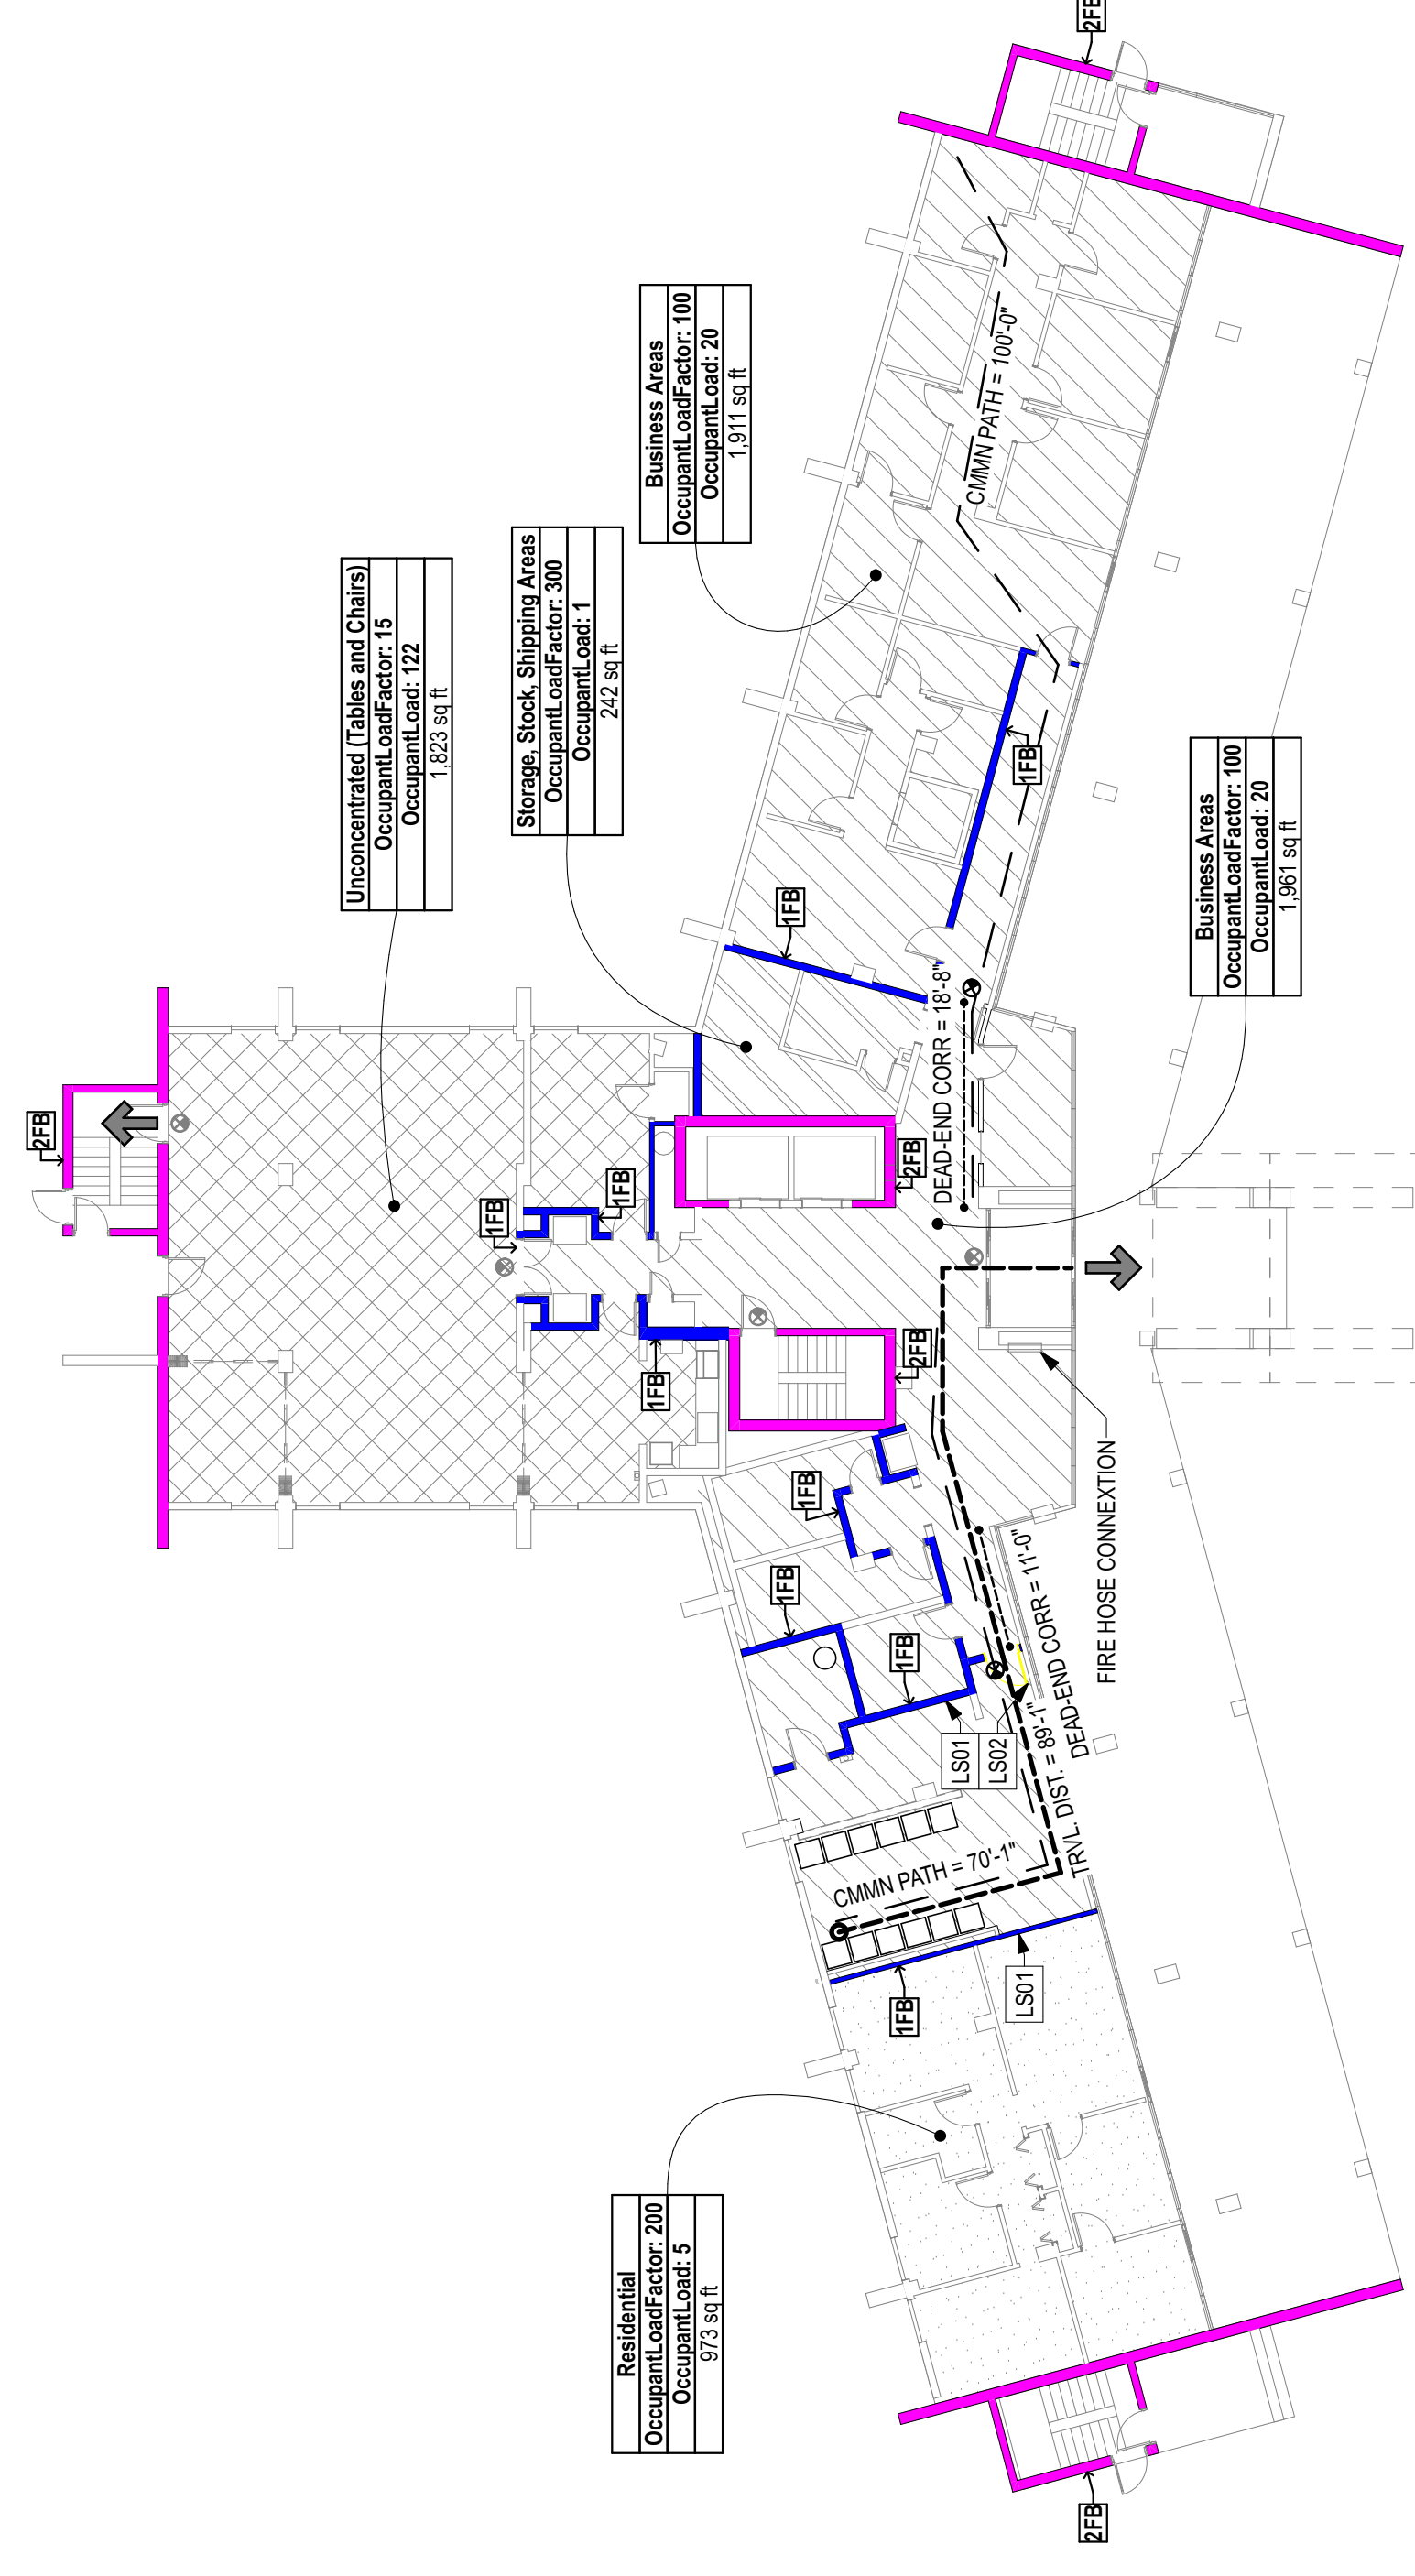 2FB
Unconcentrated (Tables and Chairs)
OccupantLoadFactor: 15
OccupantLoad: 122
1,823 sq ft
Storage, Stock, Shipping Areas
OccupantLoadFactor: 300
OccupantLoad: 1
242 sq ft
Business Areas
OccupantLoadFactor: 100
OccupantLoad: 20
1,911 sq ft
2FB
1FB
1FB
1FB
1FB
1FB
2FB
2FB
DEAD-END CORR = 18'-8"
CMMN PATH = 100'-0"
Business Areas
OccupantLoadFactor: 100
OccupantLoad: 20
1,961 sq ft
1FB
1FB
1FB
LS01
LS02
DEAD-END CORR = 11'-0"
TRVL. DIST. = 89'-1"
CMMN PATH = 70'-1"
FIRE HOSE CONNEXTION
1FB
LS01
Residential
OccupantLoadFactor: 200
OccupantLoad: 5
973 sq ft
2FB